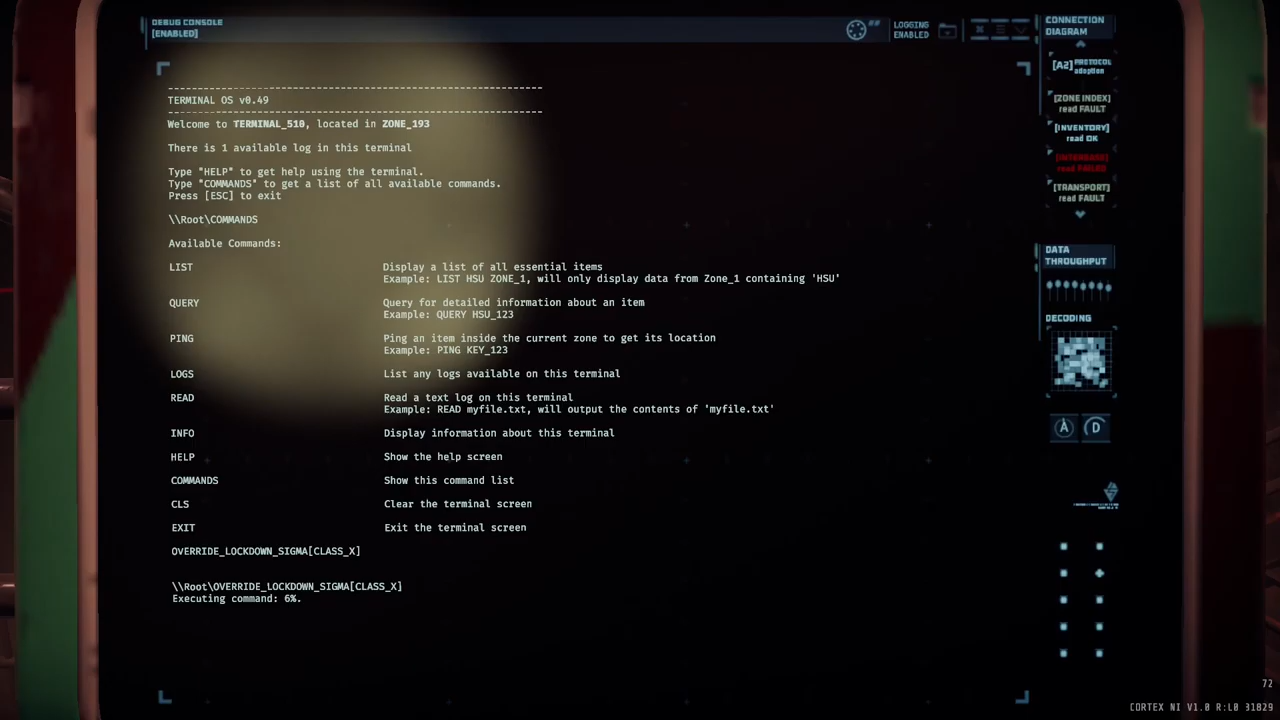 DEBUG CONSOLE
[ENABLED]
LOGGING
ENABLED
CONNECTION
DIAGRAM
[A2] PROTOCOL
adoption
[ZONE INDEX]
read FAULT
[INVENTORY]
read OK
read FAILED
[TRANSPORT]
read FAULT
DATA
THROUGHPUT
DECODING
A D
--------------------------------------------------------------
TERMINAL OS v0.49
--------------------------------------------------------------
Welcome to TERMINAL_510, located in ZONE_193
There is 1 available log in this terminal
Type "HELP" to get help using the terminal.
Type "COMMANDS" to get a list of all available commands.
Press [ESC] to exit
\\Root\COMMANDS
Available Commands:
LIST Display a list of all essential items
Example: LIST HSU ZONE_1, will only display data from Zone_1 containing 'HSU'
QUERY Query for detailed information about an item
Example: QUERY HSU_123
PING Ping an item inside the current zone to get its location
Example: PING KEY_123
LOGS List any logs available on this terminal
READ Read a text log on this terminal
Example: READ myfile.txt, will output the contents of 'myfile.txt'
INFO Display information about this terminal
HELP Show the help screen
COMMANDS Show this command list
CLS Clear the terminal screen
EXIT Exit the terminal screen
OVERRIDE_LOCKDOWN_SIGMA[CLASS_X]
\\Root\OVERRIDE_LOCKDOWN_SIGMA[CLASS_X]
Executing command: 6%.
72
CORTEX NI V1.0 R:L0 31829